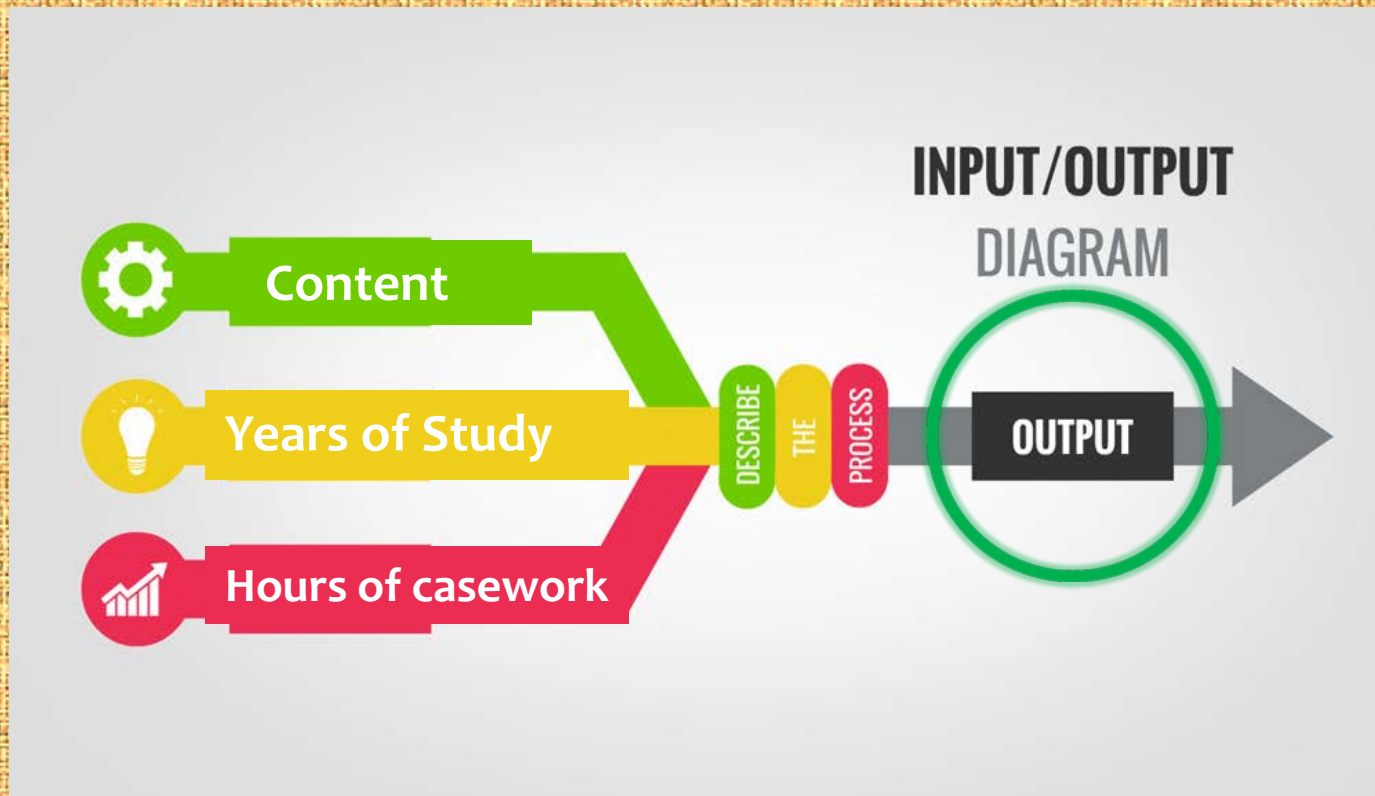 INPUT/OUTPUT
DIAGRAM
Content
Years of Study
Hours of casework
DESCRIBE
THE
PROCESS
OUTPUT